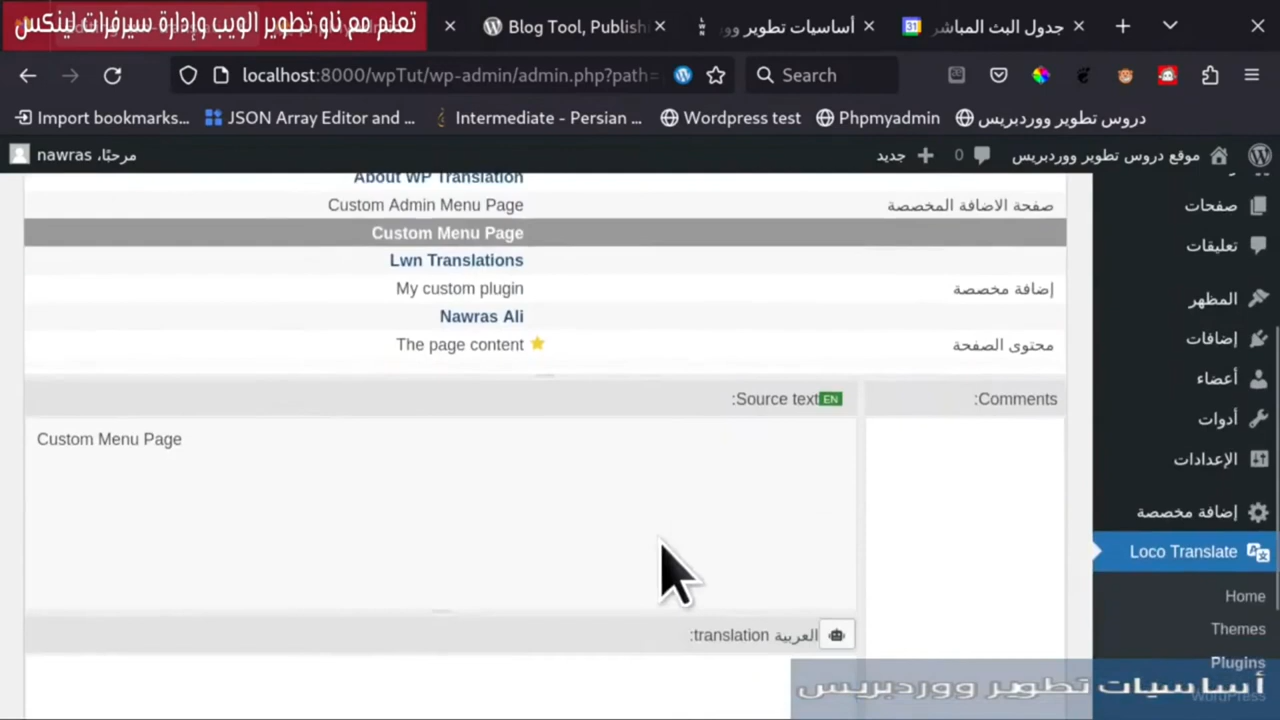 تعلم مع ناو تطوير الويب وإدارة سيرفرات لينكس
Blog Tool, Publish
أساسيات تطوير وور
جدول البث المباشر
31
localhost:8000/wpTut/wp-admin/admin.php?path=
Search
Import bookmarks...
JSON Array Editor and ...
Intermediate - Persian ...
Wordpress test
Phpmyadmin
دروس تطوير ووردبريس
موقع دروس تطوير ووردبريس
0
جديد
مرحبًا، nawras
About WP Translation
Custom Admin Menu Page
صفحة الاضافة المخصصة
Custom Menu Page
Lwn Translations
My custom plugin
إضافة مخصصة
Nawras Ali
The page content
محتوى الصفحة
Source text:
EN
Comments:
Custom Menu Page
العربية translation:
صفحات
تعليقات
المظهر
إضافات
أعضاء
أدوات
الإعدادات
إضافة مخصصة
Loco Translate
Home
Themes
Plugins
WordPress
أساسيات تطوير ووردبريس